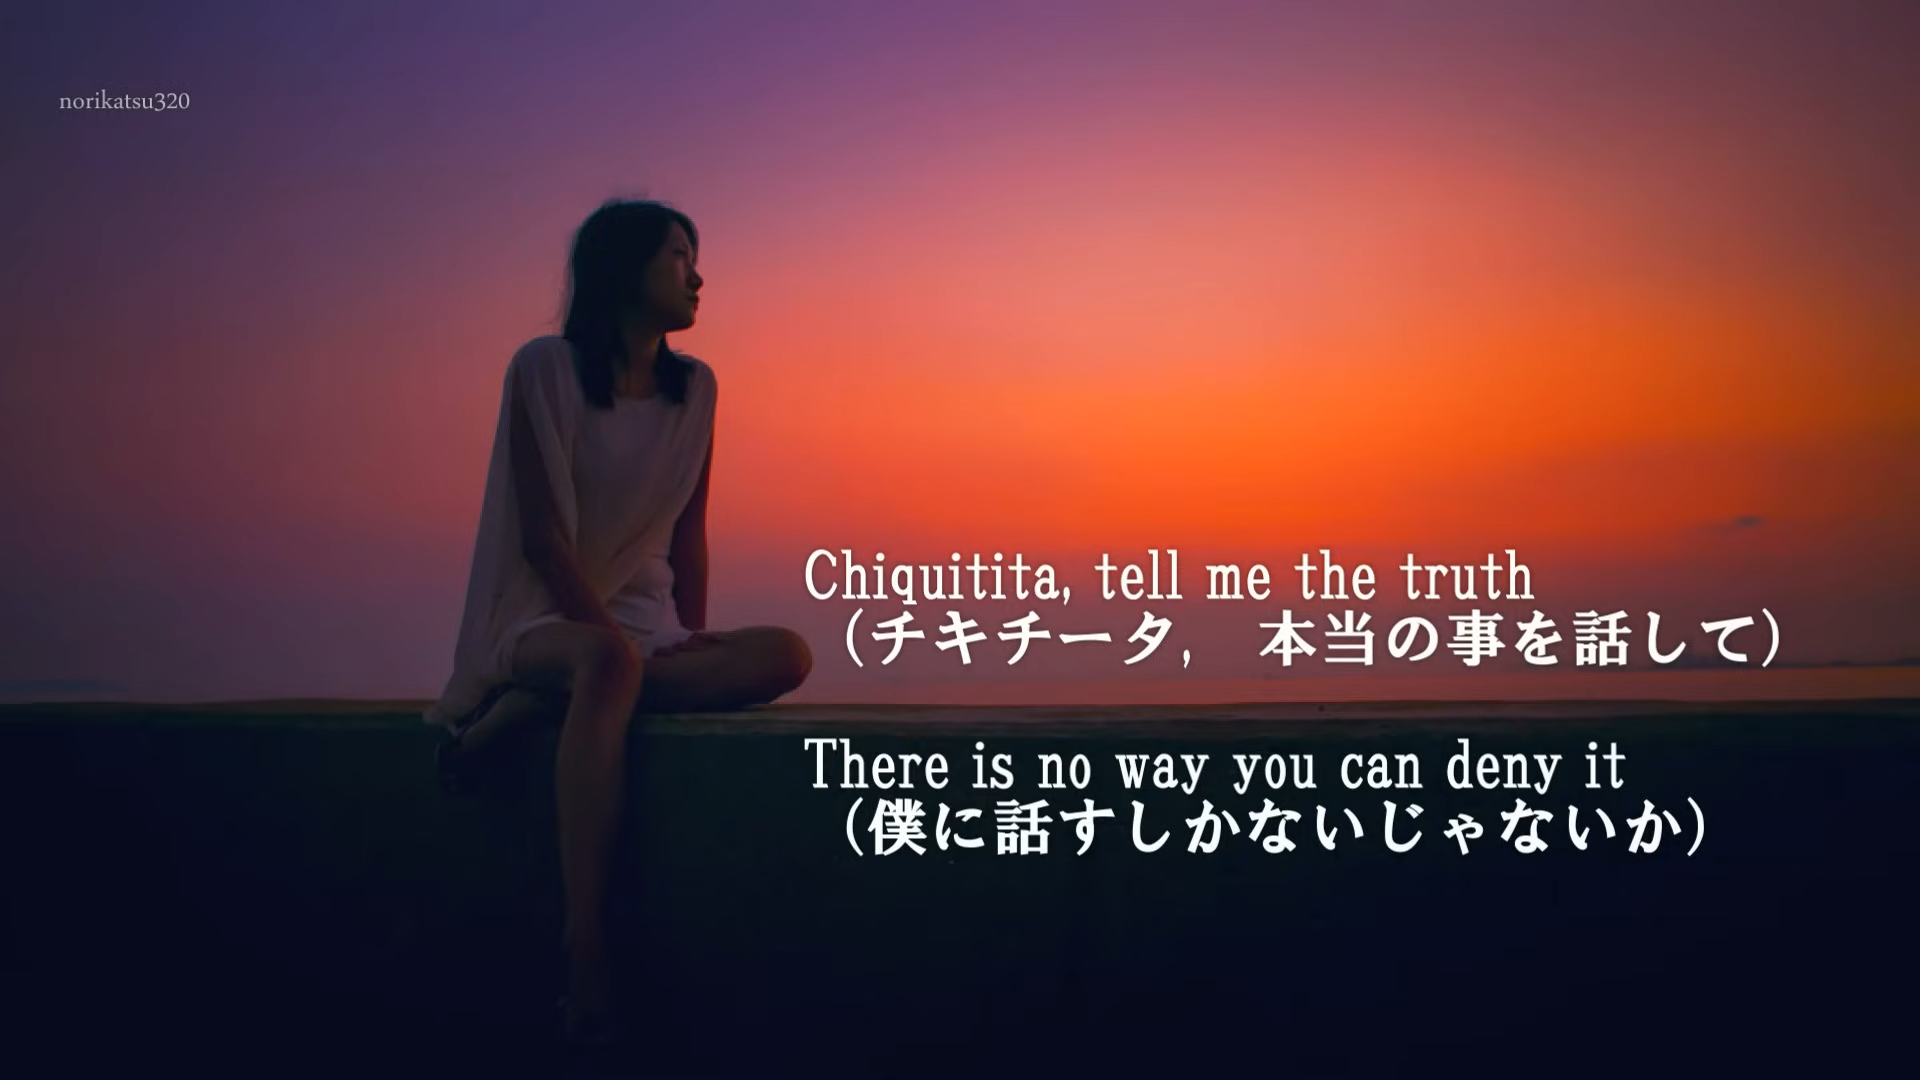 norikatsu320
Chiquitita, tell me the truth
(チキチータ, 本当の事を話して)
There is no way you can deny it
(僕に話すしかないじゃないか)